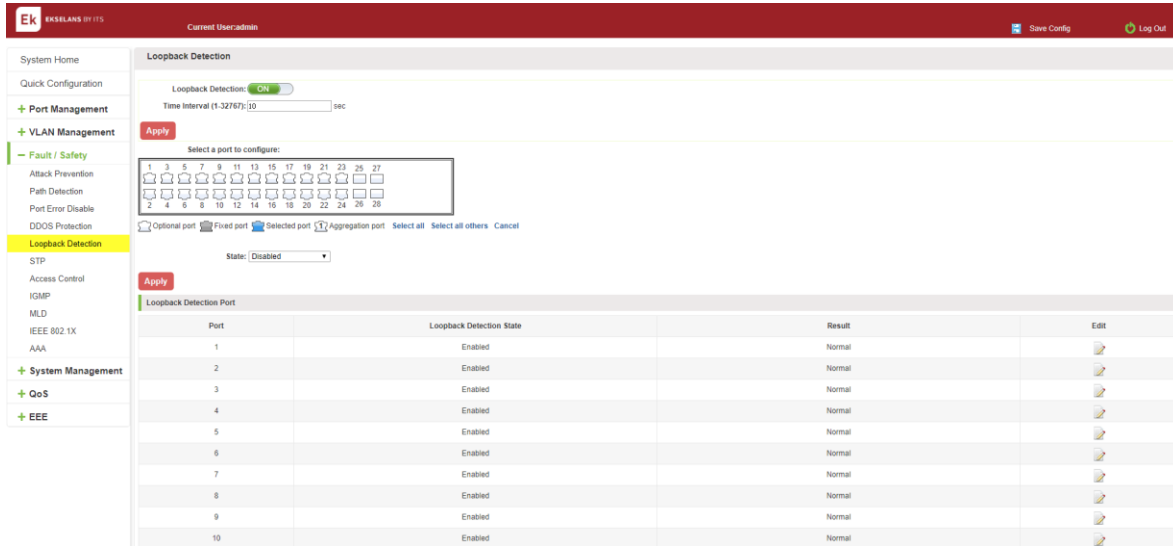 Ek EKSELANS BY ITS
Current User:admin
Save Config
Log Out
System Home
Quick Configuration
+ Port Management
+ VLAN Management
− Fault / Safety
Attack Prevention
Path Detection
Port Error Disable
DDOS Protection
Loopback Detection
STP
Access Control
IGMP
MLD
IEEE 802.1X
AAA
+ System Management
+ QoS
+ EEE
Loopback Detection
Loopback Detection: ON
Time Interval (1-32767): 10 sec
Apply
Select a port to configure:
1 3 5 7 9 11 13 15 17 19 21 23 25 27
2 4 6 8 10 12 14 16 18 20 22 24 26 28
Optional port Fixed port Selected port 1 Aggregation port Select all Select all others Cancel
State: Disabled
Apply
Loopback Detection Port
Port Loopback Detection State Result Edit
1 Enabled Normal
2 Enabled Normal
3 Enabled Normal
4 Enabled Normal
5 Enabled Normal
6 Enabled Normal
7 Enabled Normal
8 Enabled Normal
9 Enabled Normal
10 Enabled Normal